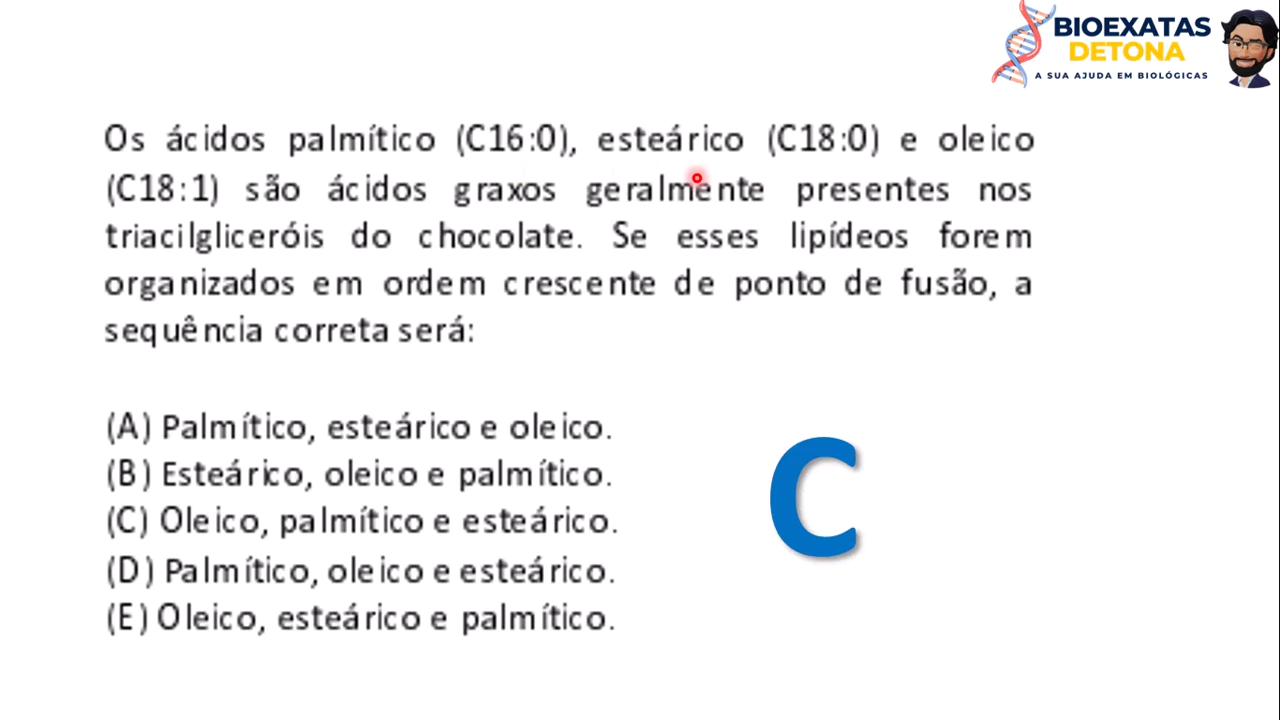 BIOEXATAS
DETONA
A SUA AJUDA EM BIOLÓGICAS
Os ácidos palmítico (C16:0), esteárico (C18:0) e oleico
(C18:1) são ácidos graxos geralmente presentes nos
triacilgliceróis do chocolate. Se esses lipídeos forem
organizados em ordem crescente de ponto de fusão, a
sequência correta será:
(A) Palmítico, esteárico e oleico.
(B) Esteárico, oleico e palmítico.
(C) Oleico, palmítico e esteárico.
(D) Palmítico, oleico e esteárico.
(E) Oleico, esteárico e palmítico.
C